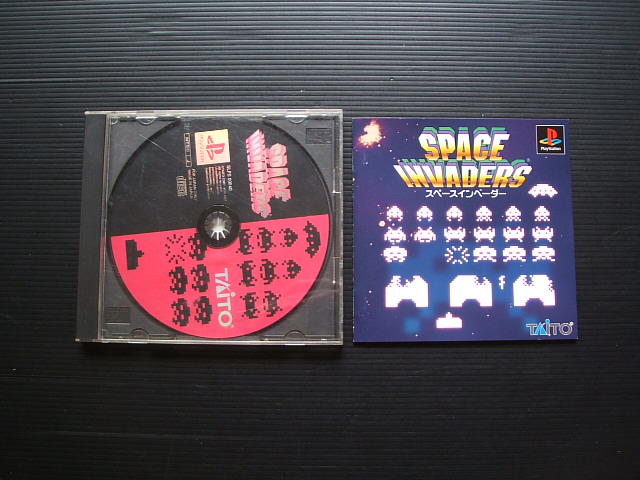 SPACE
INVADERS
TAITO
PlayStation
SPACE
INVADERS
スペースインベーダー
TAITO